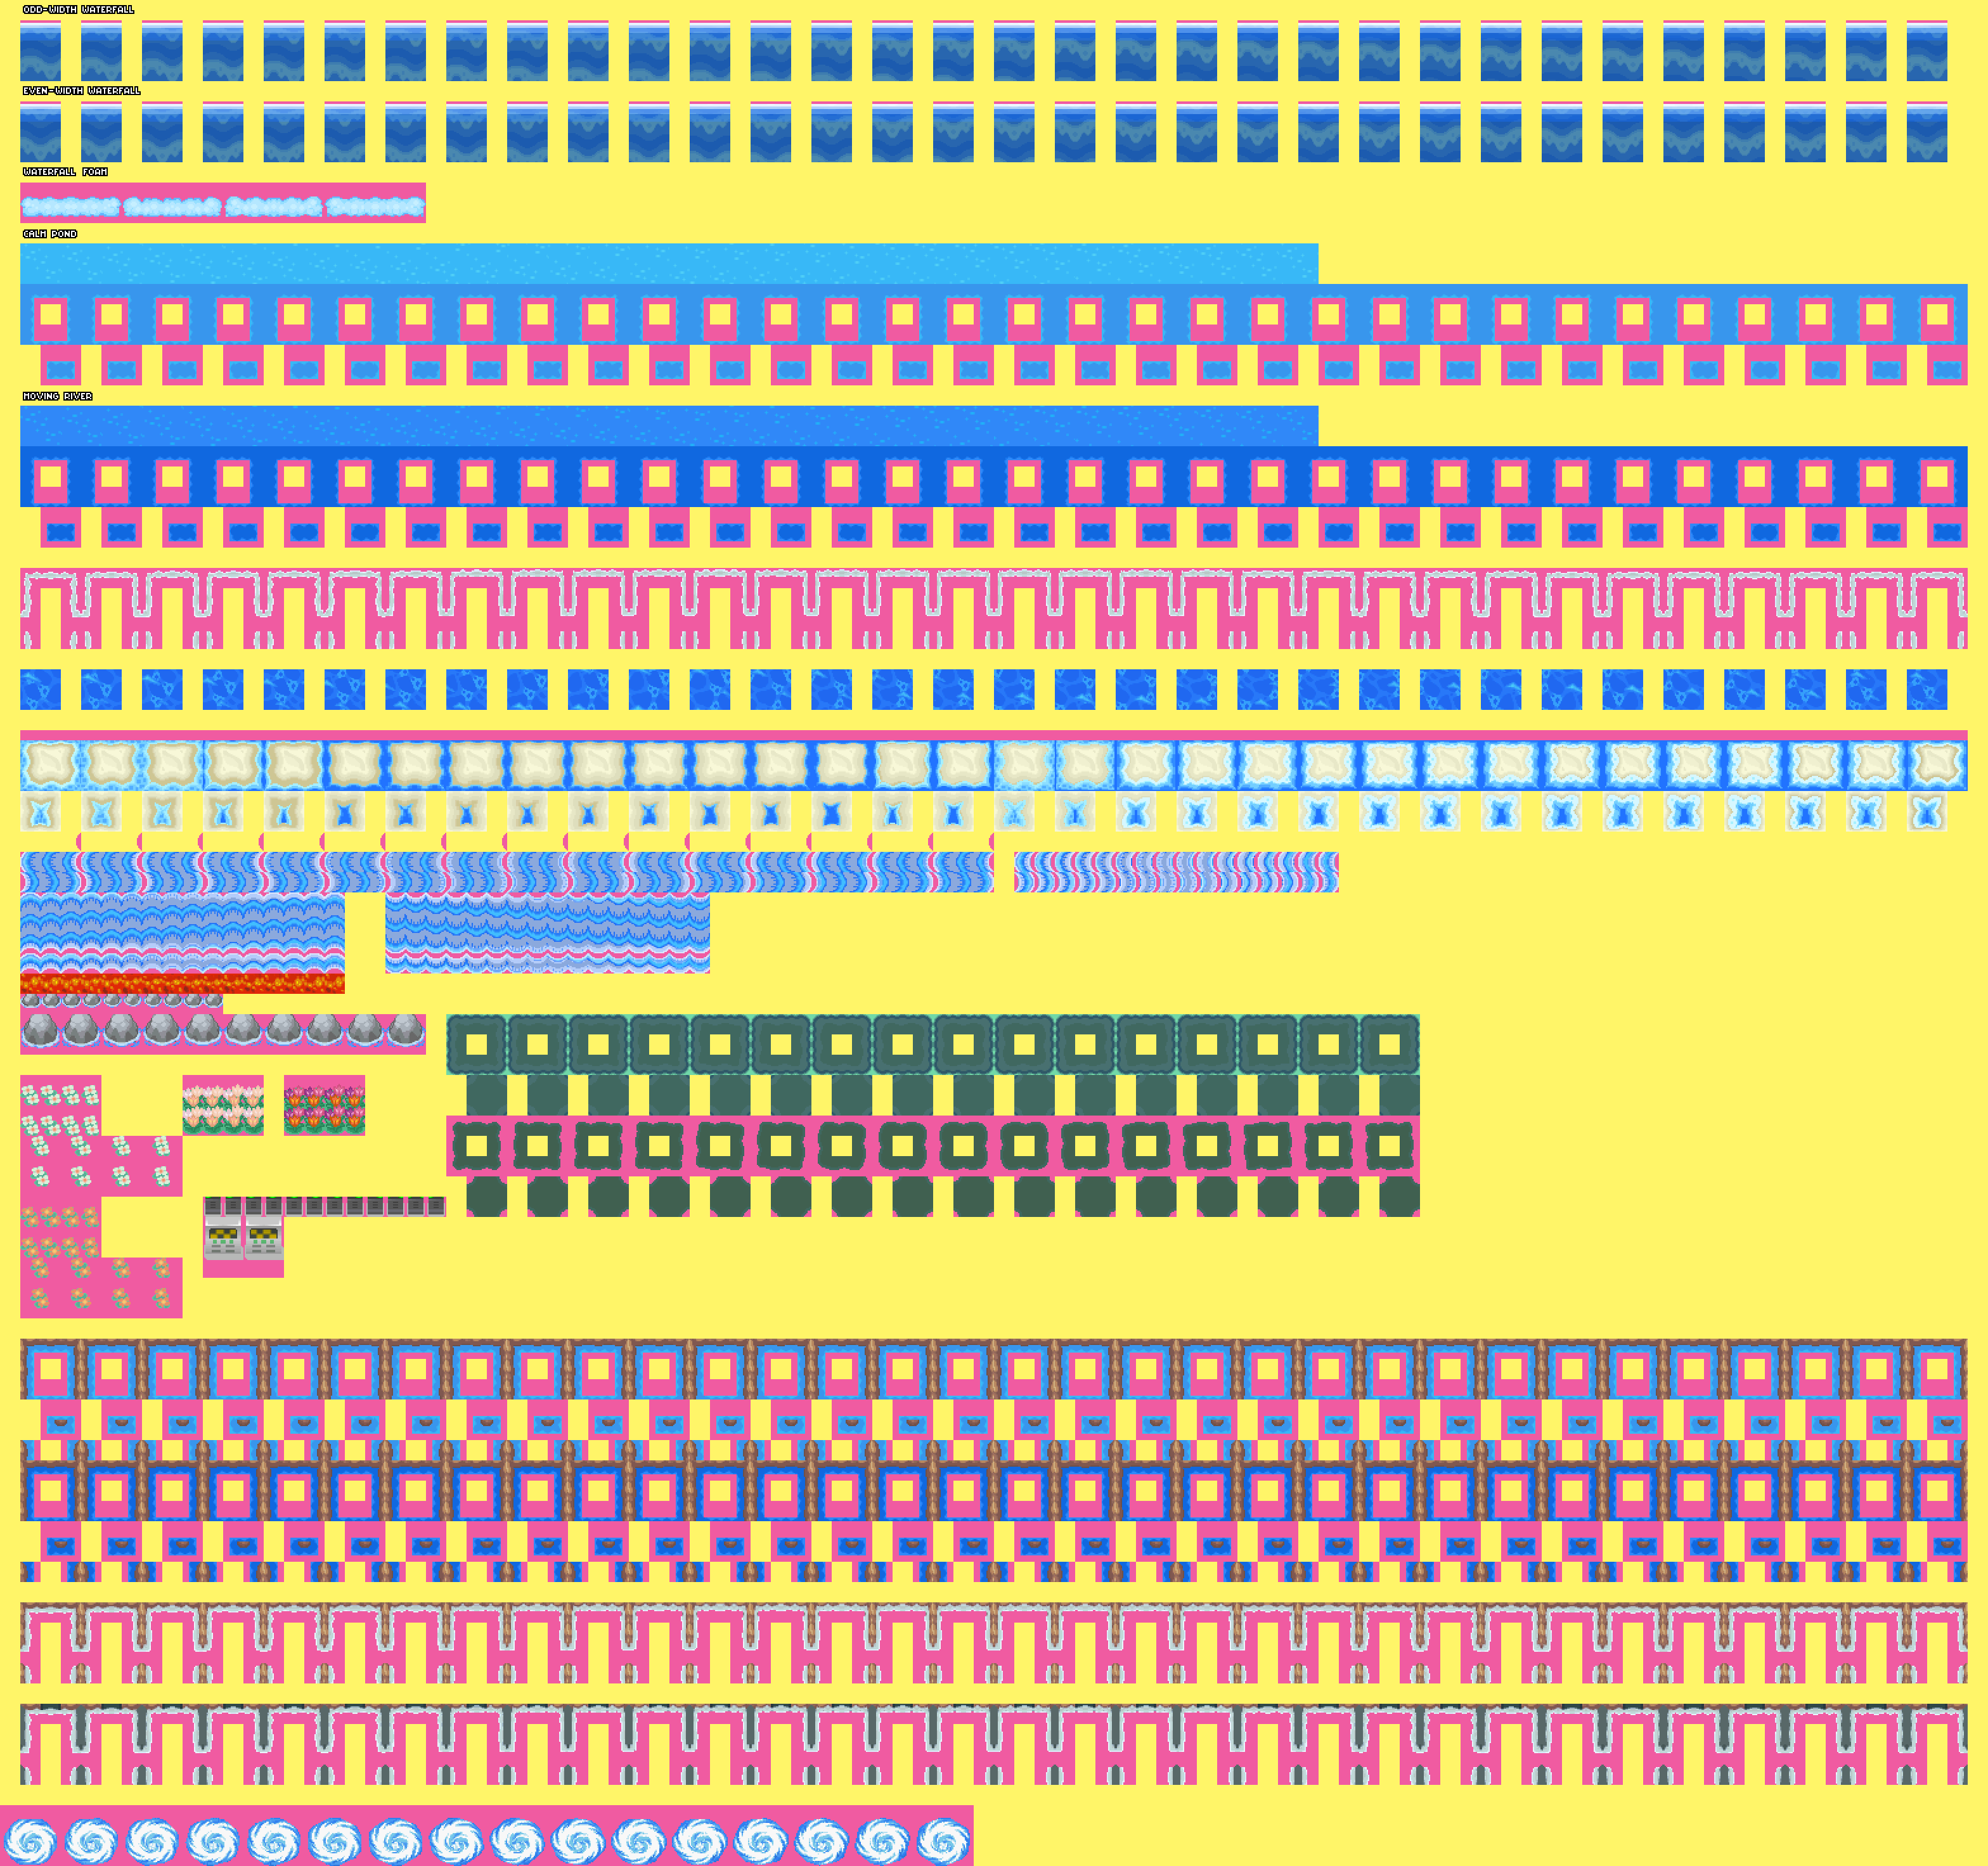 ODD-WIDTH WATERFALL
EVEN-WIDTH WATERFALL
WATERFALL FOAM
CALM POND
MOVING RIVER